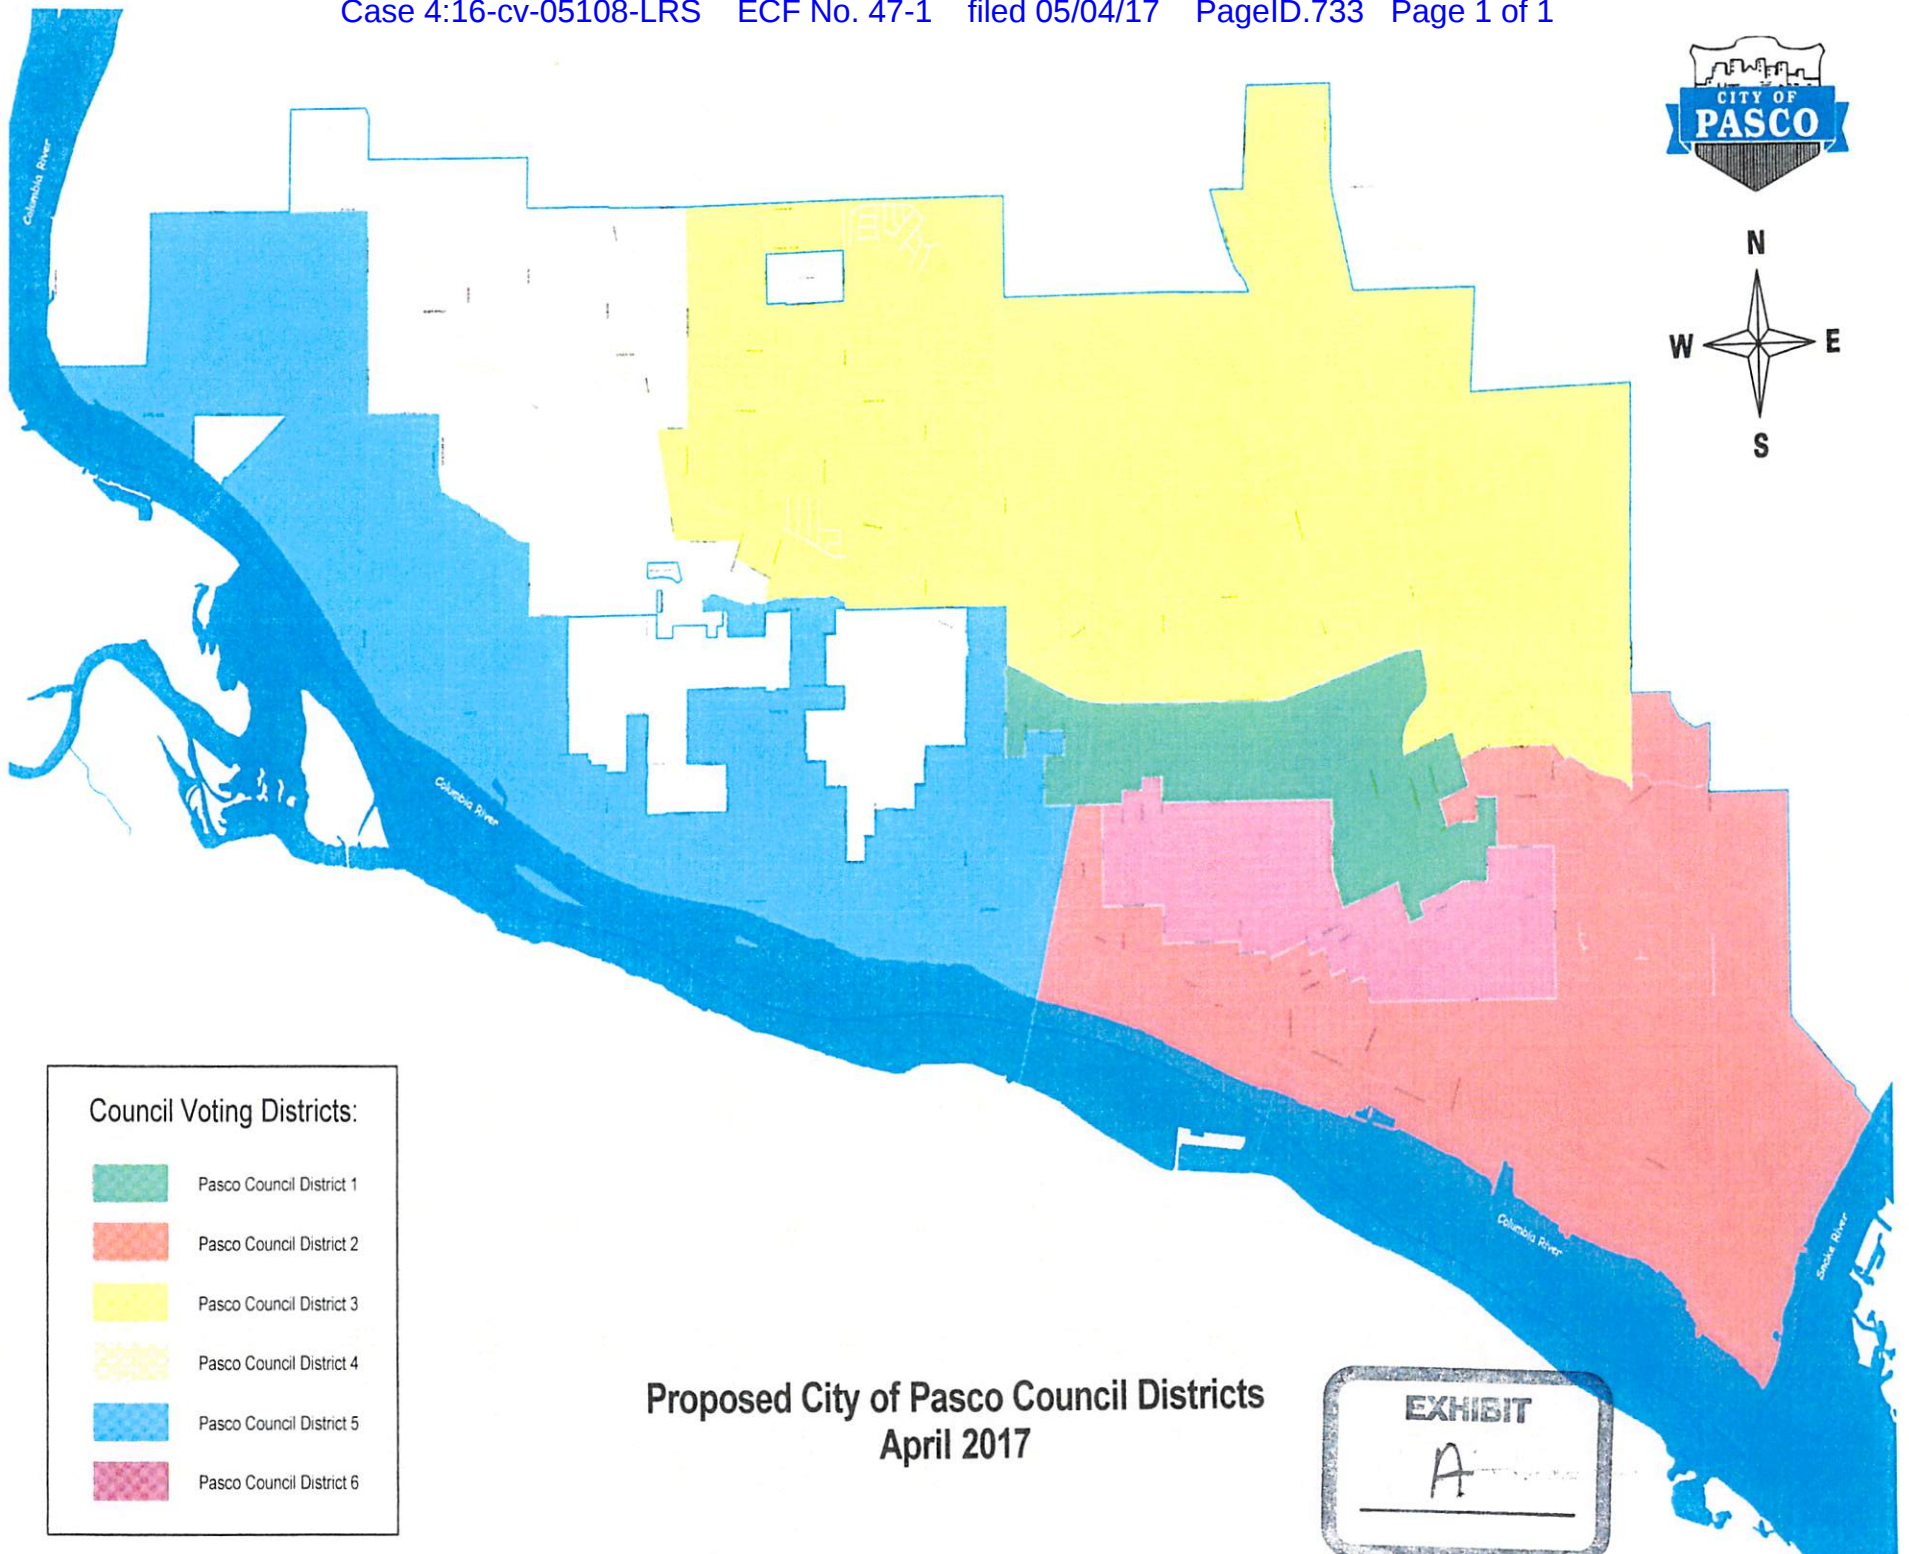 Case 4:16-cv-05108-LRS ECF No. 47-1 filed 05/04/17 PageID.733 Page 1 of 1
CITY OF
PASCO
N
W
E
S
Columbia River
Columbia River
Columbia River
Snake River
Council Voting Districts:
Pasco Council District 1
Pasco Council District 2
Pasco Council District 3
Pasco Council District 4
Pasco Council District 5
Pasco Council District 6
Proposed City of Pasco Council Districts
April 2017
EXHIBIT
A